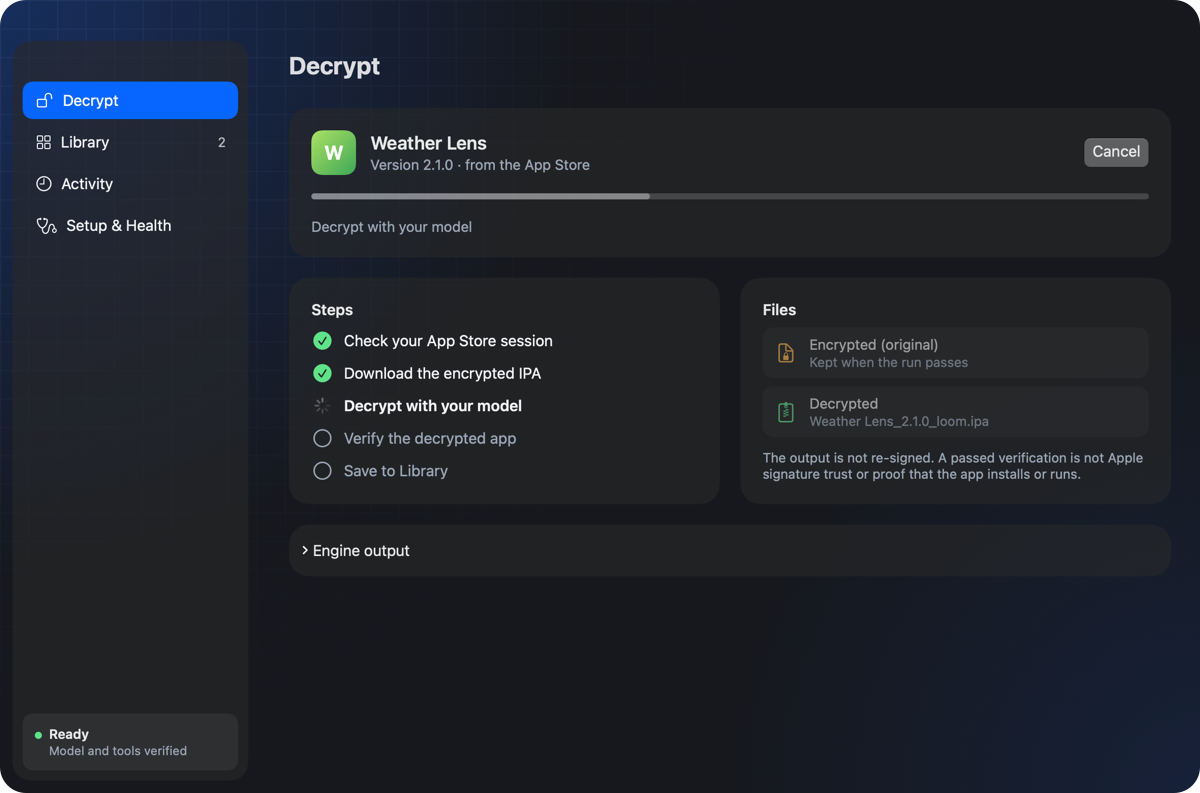 Decrypt
Library
2
Activity
Setup & Health
Ready
Model and tools verified
Decrypt
W
Weather Lens
Version 2.1.0 · from the App Store
Cancel
Decrypt with your model
Steps
Check your App Store session
Download the encrypted IPA
Decrypt with your model
Verify the decrypted app
Save to Library
Files
Encrypted (original)
Kept when the run passes
Decrypted
Weather Lens_2.1.0_loom.ipa
The output is not re-signed. A passed verification is not Apple
signature trust or proof that the app installs or runs.
Engine output